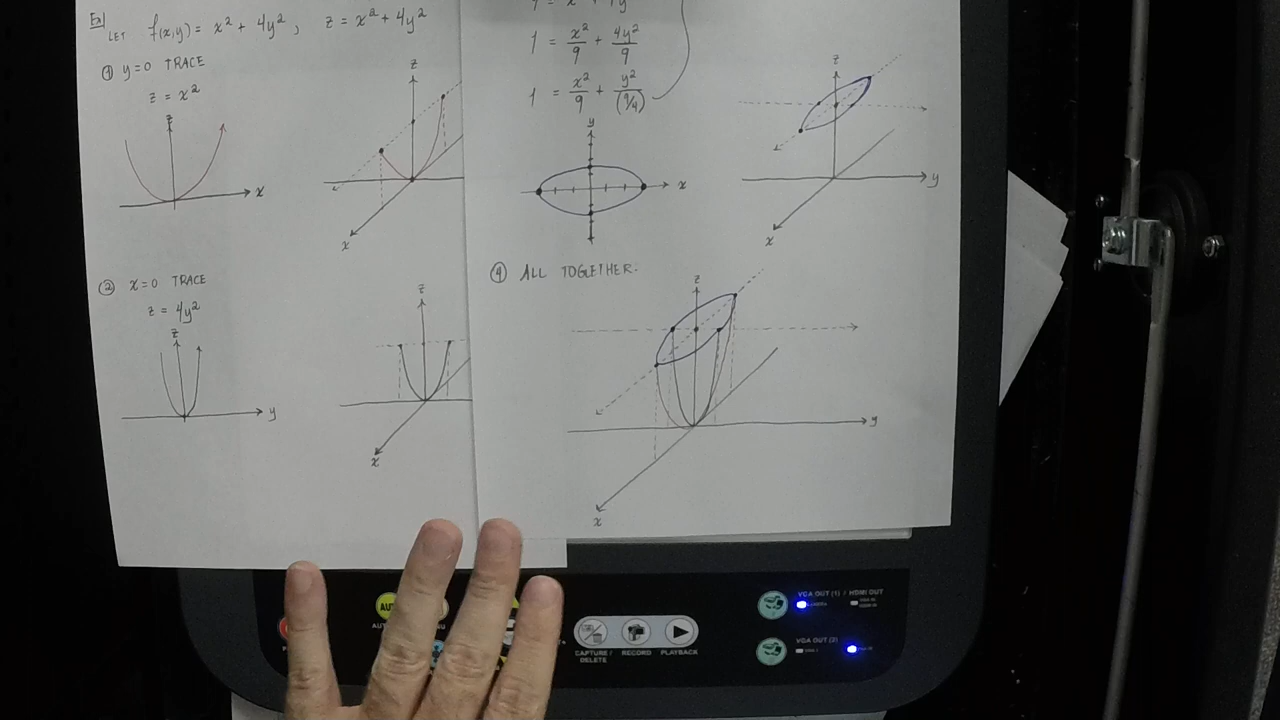 Ex) LET f(x,y) = x² + 4y² , z = x² + 4y²
① y=0 TRACE
z = x²
z
x
z
x
② x=0 TRACE
z = 4y²
z
y
z
x
1 = x²/9 + 4y²/9
1 = x²/9 + y²/(9/4)
y
x
z
y
x
④ ALL TOGETHER:
z
y
x
CAPTURE / DELETE
RECORD
PLAYBACK
VGA OUT (1) / HDMI OUT
VGA OUT (2)